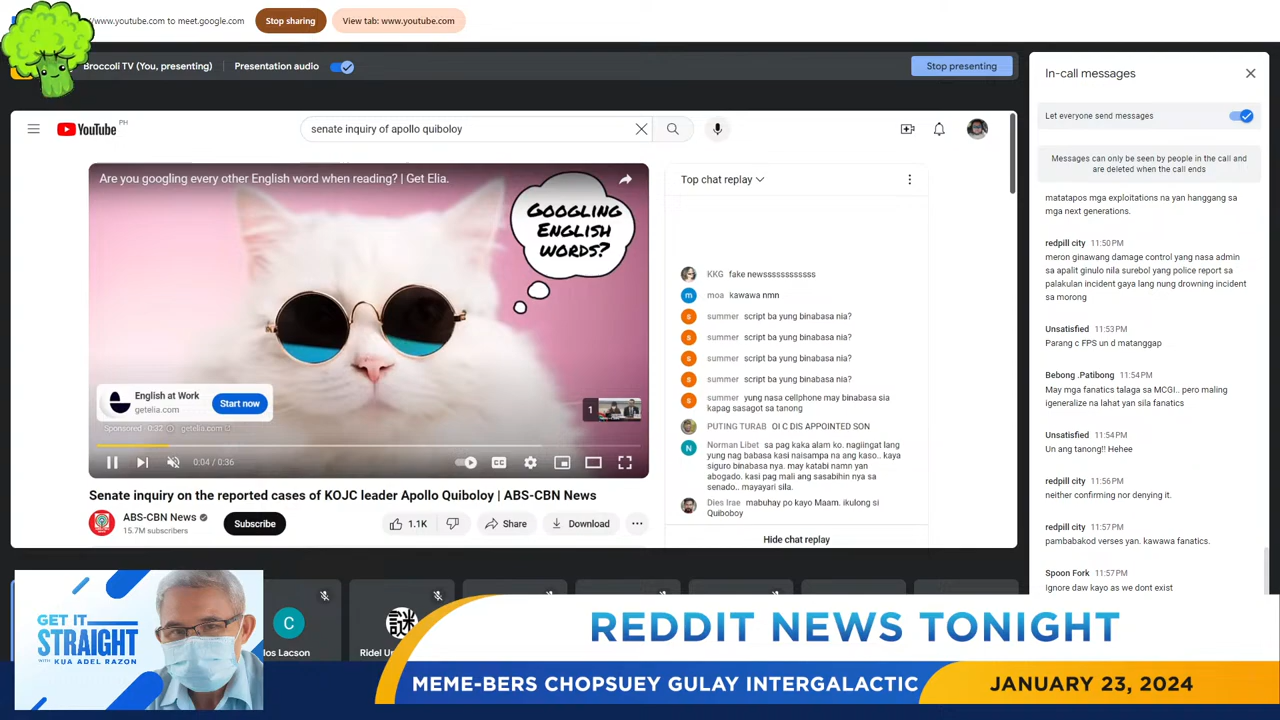 /www.youtube.com to meet.google.com
Stop sharing
View tab: www.youtube.com
Broccoli TV (You, presenting)
Presentation audio
Stop presenting
YouTube PH
senate inquiry of apollo quiboloy
Are you googling every other English word when reading? | Get Elia.
GOOGLING
ENGLISH
WORDS?
English at Work
getelia.com
Start now
Sponsored · 0:32
getelia.com
1
0:04 / 0:36
CC
Senate inquiry on the reported cases of KOJC leader Apollo Quiboloy | ABS-CBN News
ABS-CBN News
15.7M subscribers
Subscribe
1.1K
Share
Download
Top chat replay
KKG fake newssssssssssss
m moa kawawa nmn
s summer script ba yung binabasa nia?
s summer script ba yung binabasa nia?
s summer script ba yung binabasa nia?
s summer script ba yung binabasa nia?
s summer yung nasa cellphone may binabasa sia
kapag sasagot sa tanong
PUTING TURAB OI C DIS APPOINTED SON
N Norman Libet sa pag kaka alam ko. nagiingat lang
yung nag babasa kasi naisampa na ang kaso.. kaya
siguro binabasa nya. may katabi namn yan
abogado. kasi pag mali ang sasabihin nya sa
senado.. mayayari sila.
Dies Irae mabuhay po kayo Maam. ikulong si
Quiboboy
Hide chat replay
In-call messages
Let everyone send messages
Messages can only be seen by people in the call and
are deleted when the call ends
matatapos mga exploitations na yan hanggang sa
mga next generations.
redpill city 11:50 PM
meron ginawang damage control yang nasa admin
sa apalit ginulo nila surebol yang police report sa
palakulan incident gaya lang nung drowning incident
sa morong
Unsatisfied 11:53 PM
Parang c FPS un d matanggap
Bebong .Patibong 11:54 PM
May mga fanatics talaga sa MCGI.. pero maling
igeneralize na lahat yan sila fanatics
Unsatisfied 11:54 PM
Un ang tanong!! Hehee
redpill city 11:56 PM
neither confirming nor denying it.
redpill city 11:57 PM
pambabakod verses yan. kawawa fanatics.
Spoon Fork 11:57 PM
Ignore daw kayo as we dont exist
C
los Lacson
謎
Ridel U
GET IT
STRAIGHT
WITH KUA ADEL RAZON
REDDIT NEWS TONIGHT
MEME-BERS CHOPSUEY GULAY INTERGALACTIC
JANUARY 23, 2024